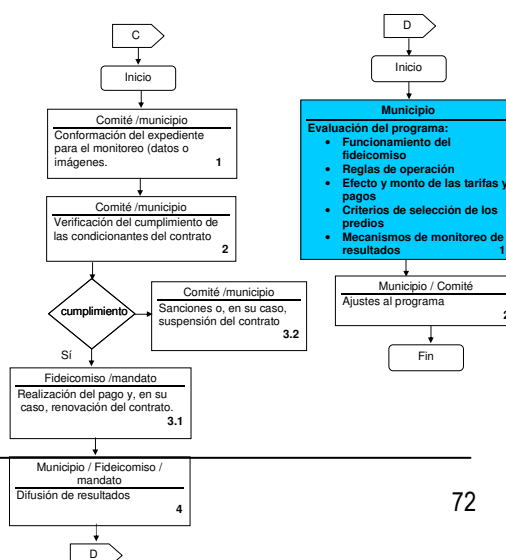 C
Inicio
Comité /municipio
Conformación del expediente
para el monitoreo (datos o
imágenes.
1
Comité /municipio
Verificación del cumplimiento de
las condicionantes del contrato
2
cumplimiento
Comité /municipio
Sanciones o, en su caso,
suspensión del contrato
3.2
Sí
Fideicomiso /mandato
Realización del pago y, en su
caso, renovación del contrato.
3.1
Municipio / Fideicomiso /
mandato
Difusión de resultados
4
D
D
Inicio
Municipio
Evaluación del programa:
• Funcionamiento del
fideicomiso
• Reglas de operación
• Efecto y monto de las tarifas y
pagos
• Criterios de selección de los
predios
• Mecanismos de monitoreo de
resultados 1
Municipio / Comité
Ajustes al programa
2
Fin
72